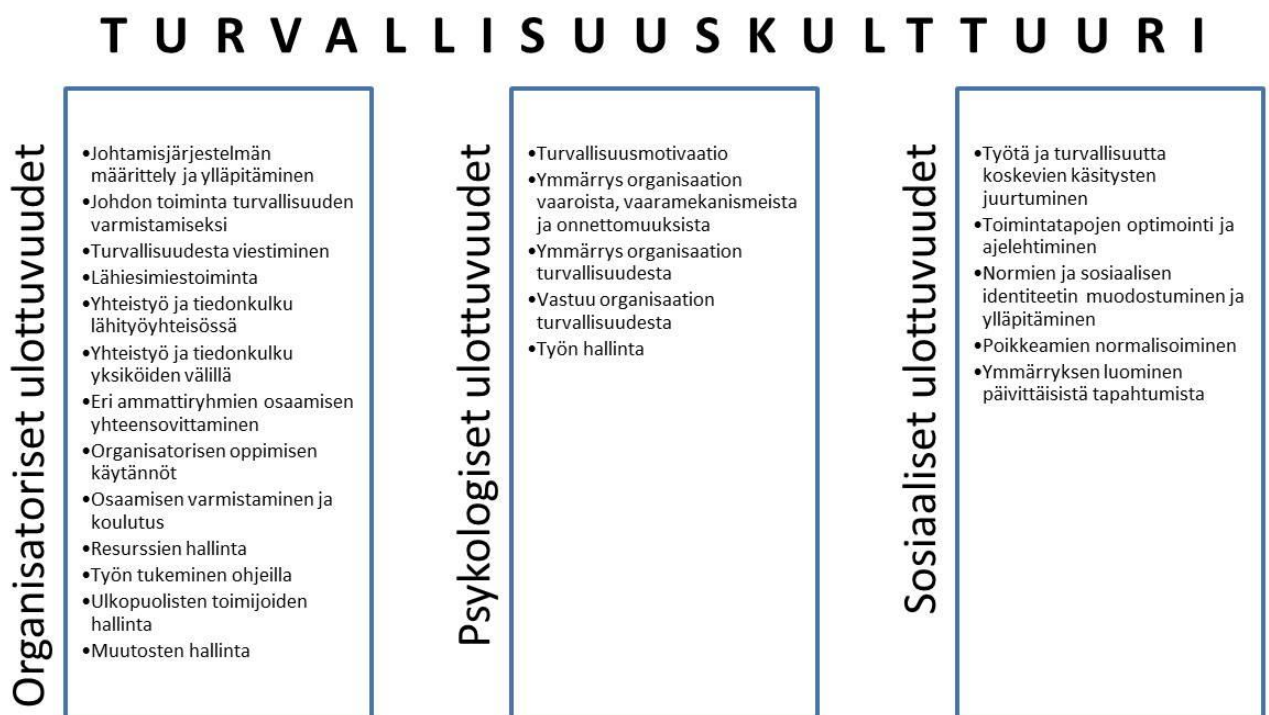 TURVALLISUUSKULTTUURI
Organisatoriset ulottuvuudet
•Johtamisjärjestelmän
määrittely ja ylläpitäminen
•Johdon toiminta turvallisuuden
varmistamiseksi
•Turvallisuudesta viestiminen
•Lähiesimiestoiminta
•Yhteistyö ja tiedonkulku
lähityöyhteisössä
•Yhteistyö ja tiedonkulku
yksiköiden välillä
•Eri ammattiryhmien osaamisen
yhteensovittaminen
•Organisatorisen oppimisen
käytännöt
•Osaamisen varmistaminen ja
koulutus
•Resurssien hallinta
•Työn tukeminen ohjeilla
•Ulkopuolisten toimijoiden
hallinta
•Muutosten hallinta
Psykologiset ulottuvuudet
•Turvallisuusmotivaatio
•Ymmärrys organisaation
vaaroista, vaaramekanismeista
ja onnettomuuksista
•Ymmärrys organisaation
turvallisuudesta
•Vastuu organisaation
turvallisuudesta
•Työn hallinta
Sosiaaliset ulottuvuudet
•Työtä ja turvallisuutta
koskevien käsitysten
juurtuminen
•Toimintatapojen optimointi ja
ajelehtiminen
•Normien ja sosiaalisen
identiteetin muodostuminen ja
ylläpitäminen
•Poikkeamien normalisoiminen
•Ymmärryksen luominen
päivittäisistä tapahtumista